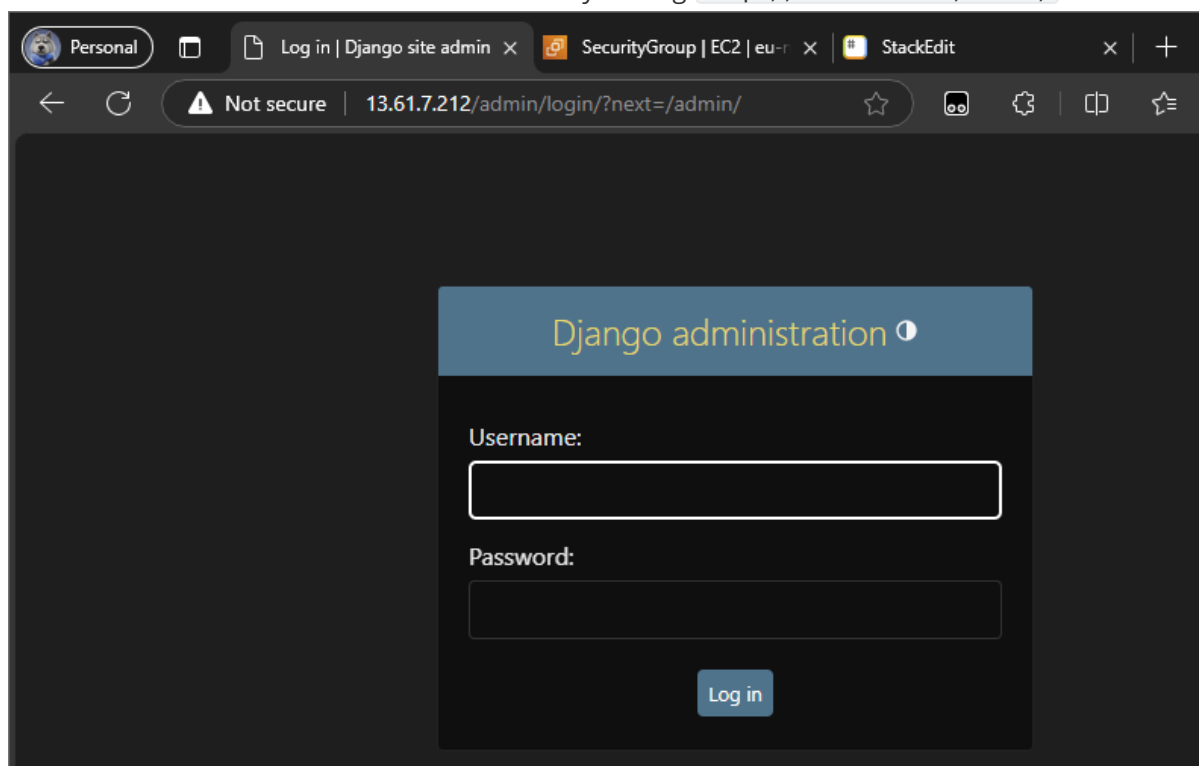 Personal
Log in | Django site admin
SecurityGroup | EC2 | eu-
StackEdit
Not secure
13.61.7.212/admin/login/?next=/admin/
Django administration
Username:
Password:
Log in